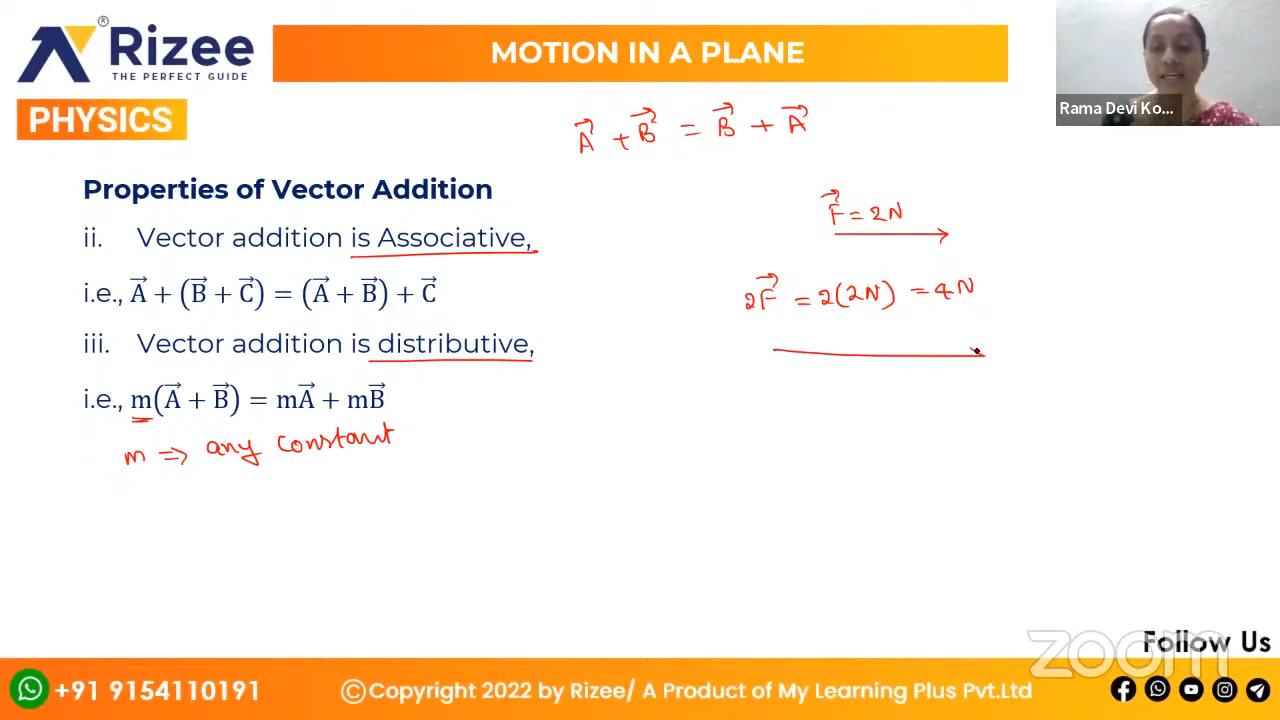 Rizee®
THE PERFECT GUIDE
MOTION IN A PLANE
Rama Devi Ko...
PHYSICS
A⃗ + B⃗ = B⃗ + A⃗
Properties of Vector Addition
ii. Vector addition is Associative,
i.e., A⃗ + (B⃗ + C⃗) = (A⃗ + B⃗) + C⃗
iii. Vector addition is distributive,
i.e., m(A⃗ + B⃗) = mA⃗ + mB⃗
m ⇒ any constant
F⃗ = 2N
2F⃗ = 2(2N) = 4N
zoom
Follow Us
+91 9154110191
©Copyright 2022 by Rizee/ A Product of My Learning Plus Pvt.Ltd